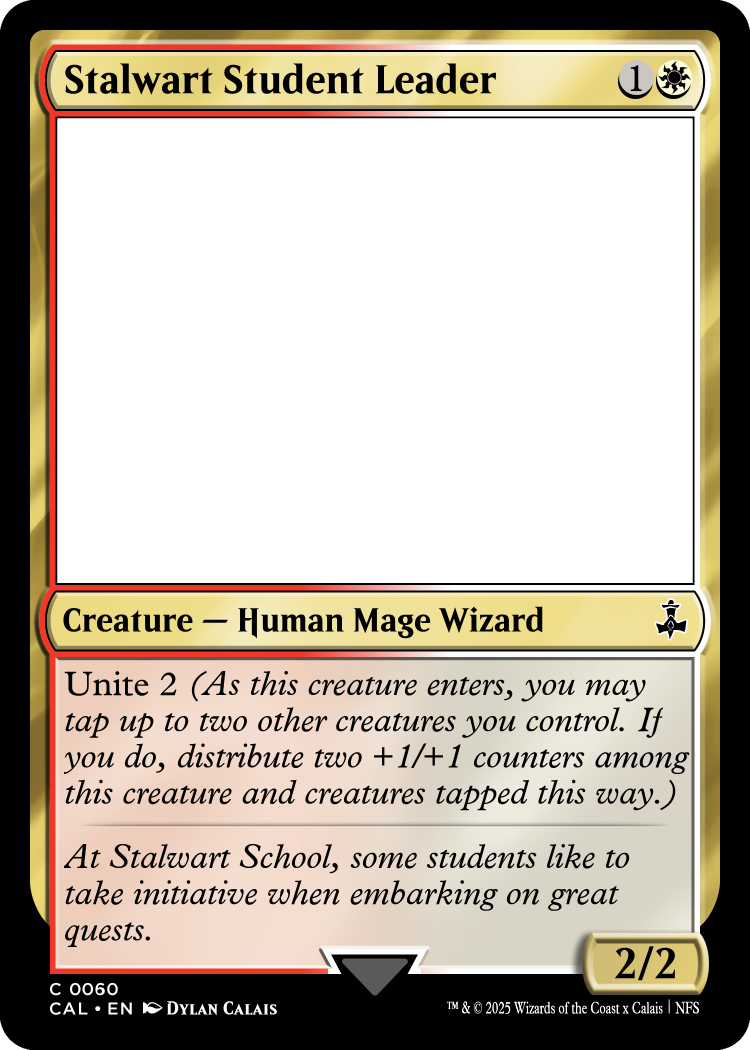 Stalwart Student Leader 1
Creature — Human Mage Wizard
Unite 2 (As this creature enters, you may
tap up to two other creatures you control. If
you do, distribute two +1/+1 counters among
this creature and creatures tapped this way.)
At Stalwart School, some students like to
take initiative when embarking on great
quests.
2/2
C 0060
CAL • EN Dylan Calais
™ & © 2025 Wizards of the Coast x Calais | NFS